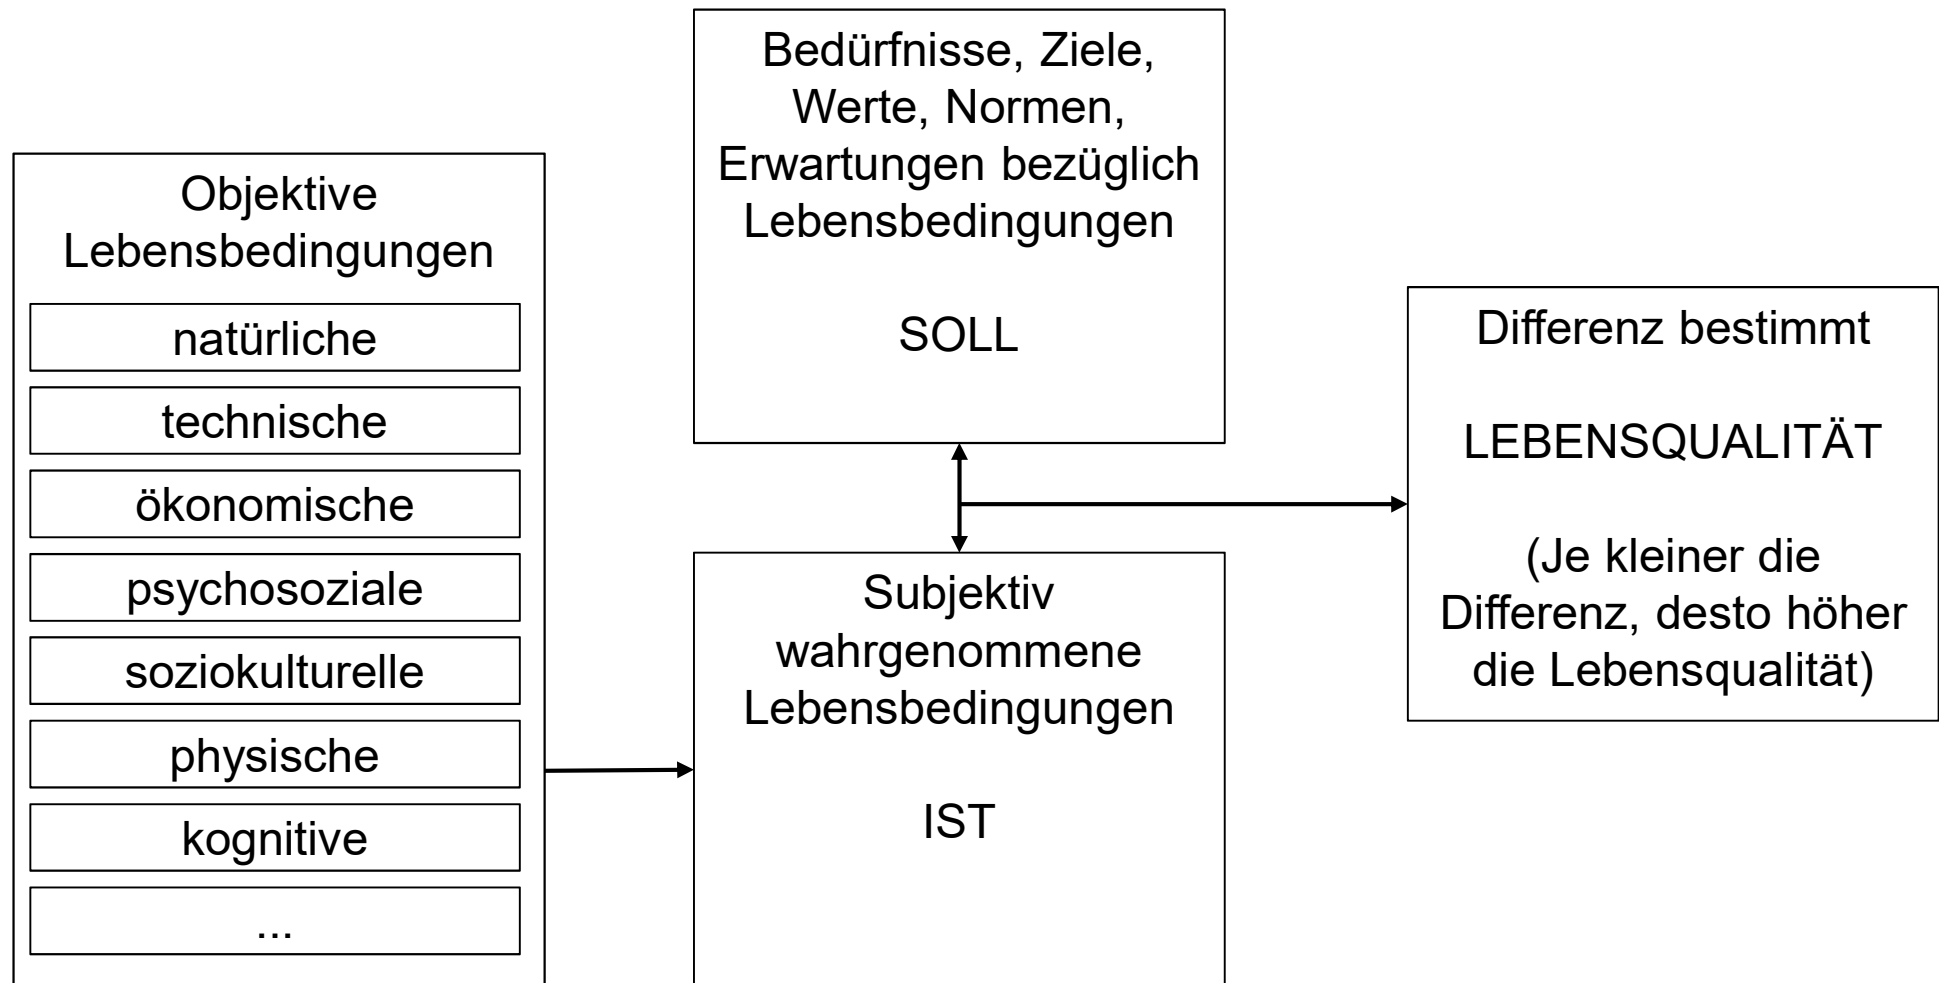 Objektive
Lebensbedingungen
natürliche
technische
ökonomische
psychosoziale
soziokulturelle
physische
kognitive
...
Bedürfnisse, Ziele,
Werte, Normen,
Erwartungen bezüglich
Lebensbedingungen
SOLL
Subjektiv
wahrgenommene
Lebensbedingungen
IST
Differenz bestimmt
LEBENSQUALITÄT
(Je kleiner die
Differenz, desto höher
die Lebensqualität)